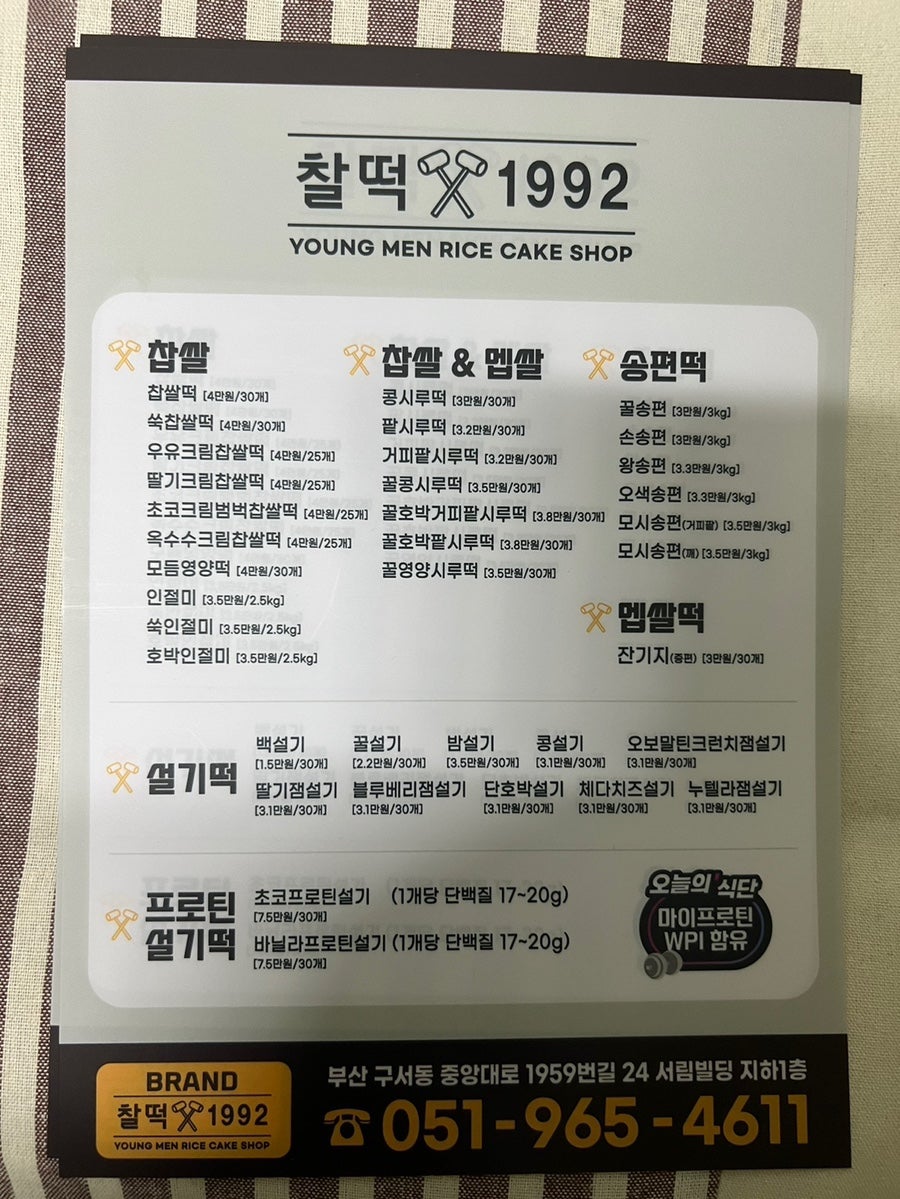 찰떡 1992
YOUNG MEN RICE CAKE SHOP
찹쌀
찹쌀떡 [4만원/30개]
쑥찹쌀떡 [4만원/30개]
우유크림찹쌀떡 [4만원/25개]
딸기크림찹쌀떡 [4만원/25개]
초코크림범벅찹쌀떡 [4만원/25개]
옥수수크림찹쌀떡 [4만원/25개]
모듬영양떡 [4만원/30개]
인절미 [3.5만원/2.5kg]
쑥인절미 [3.5만원/2.5kg]
호박인절미 [3.5만원/2.5kg]
찹쌀 & 멥쌀
콩시루떡 [3만원/30개]
팥시루떡 [3.2만원/30개]
거피팥시루떡 [3.2만원/30개]
꿀콩시루떡 [3.5만원/30개]
꿀호박거피팥시루떡 [3.8만원/30개]
꿀호박팥시루떡 [3.8만원/30개]
꿀영양시루떡 [3.5만원/30개]
송편떡
꿀송편 [3만원/3kg]
손송편 [3만원/3kg]
왕송편 [3.3만원/3kg]
오색송편 [3.3만원/3kg]
모시송편(거피팥) [3.5만원/3kg]
모시송편(깨) [3.5만원/3kg]
멥쌀떡
잔기지(증편) [3만원/30개]
설기떡
백설기 꿀설기 밤설기 콩설기 오보말틴크런치잼설기
[1.5만원/30개] [2.2만원/30개] [3.5만원/30개] [3.1만원/30개] [3.1만원/30개]
딸기잼설기 블루베리잼설기 단호박설기 체다치즈설기 누텔라잼설기
[3.1만원/30개] [3.1만원/30개] [3.1만원/30개] [3.1만원/30개] [3.1만원/30개]
프로틴
설기떡
초코프로틴설기 (1개당 단백질 17~20g)
[7.5만원/30개]
바닐라프로틴설기 (1개당 단백질 17~20g)
[7.5만원/30개]
오늘의 식단
마이프로틴
WPI 함유
BRAND
찰떡 1992
YOUNG MEN RICE CAKE SHOP
부산 구서동 중앙대로 1959번길 24 서림빌딩 지하1층
051-965-4611